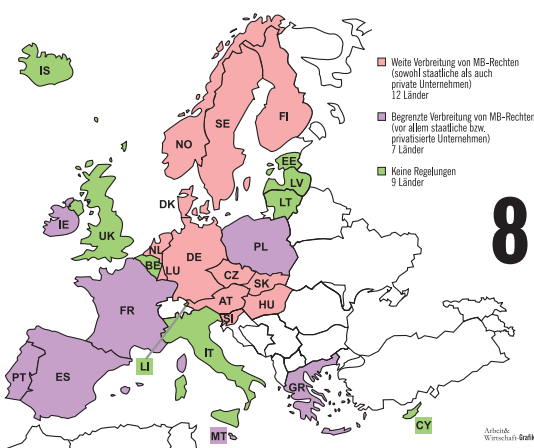 IS
Weite Verbreitung von MB-Rechten
(sowohl staatliche als auch
private Unternehmen)
12 Länder
Begrenzte Verbreitung von MB-Rechten
(vor allem staatliche bzw.
privatisierte Unternehmen)
7 Länder
Keine Regelungen
9 Länder
8
NO
SE
FI
EE
LV
LT
DK
IE
UK
NL
BE
LU
DE
PL
CZ
SK
AT
HU
SI
FR
LI
IT
PT
ES
GR
MT
CY
Arbeit&
Wirtschaft-Grafik